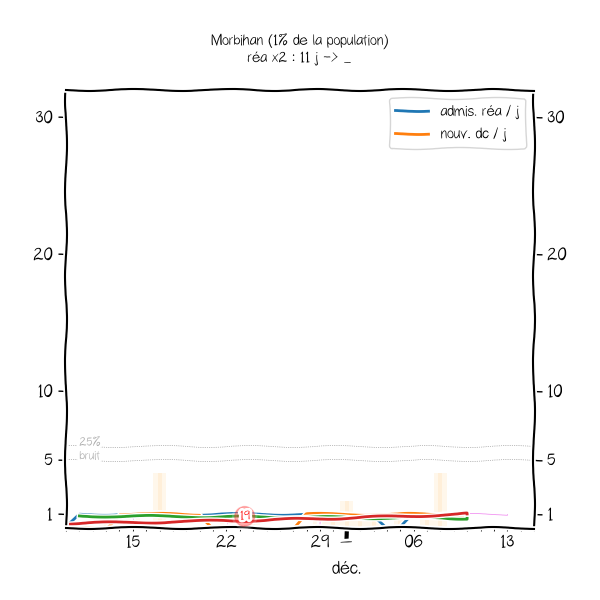 Morbihan (1% de la population)
réa x2 : 11 j -> _
admis. réa / j
nouv. dc / j
30
30
20
20
10
10
25%
bruit
5
5
19
1
1
15
22
29
06
13
déc.